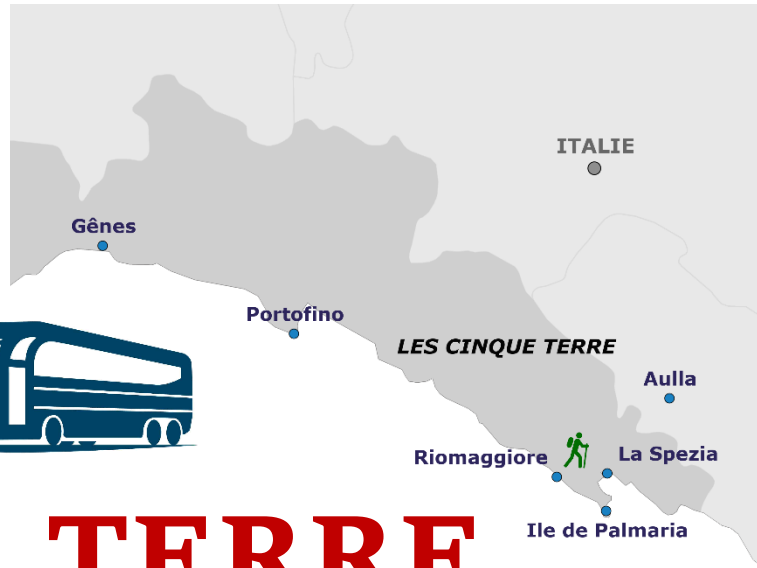 ITALIE
Gênes
Portofino
LES CINQUE TERRE
Aulla
Riomaggiore
La Spezia
Ile de Palmaria
TERRE